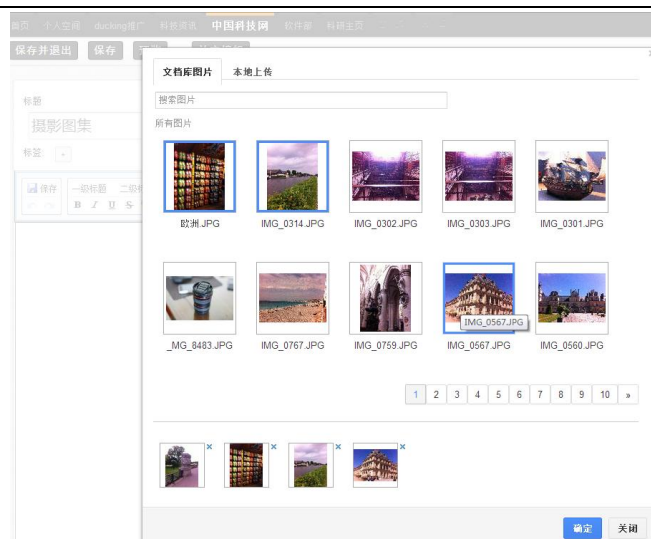 首页 个人空间 duckling推广 科技资讯 中国科技网 软件部 科研主页
保存并退出 保存
文档库图片 本地上传
标题
搜索图片
摄影图集
所有图片
标签: +
保存 一级标题 二级标
B I U S
欧洲.JPG IMG_0314.JPG IMG_0302.JPG IMG_0303.JPG IMG_0301.JPG
_MG_8483.JPG IMG_0767.JPG IMG_0759.JPG IMG_0567.JPG IMG_0560.JPG
IMG_0567.JPG
1 2 3 4 5 6 7 8 9 10 »
确定 关闭